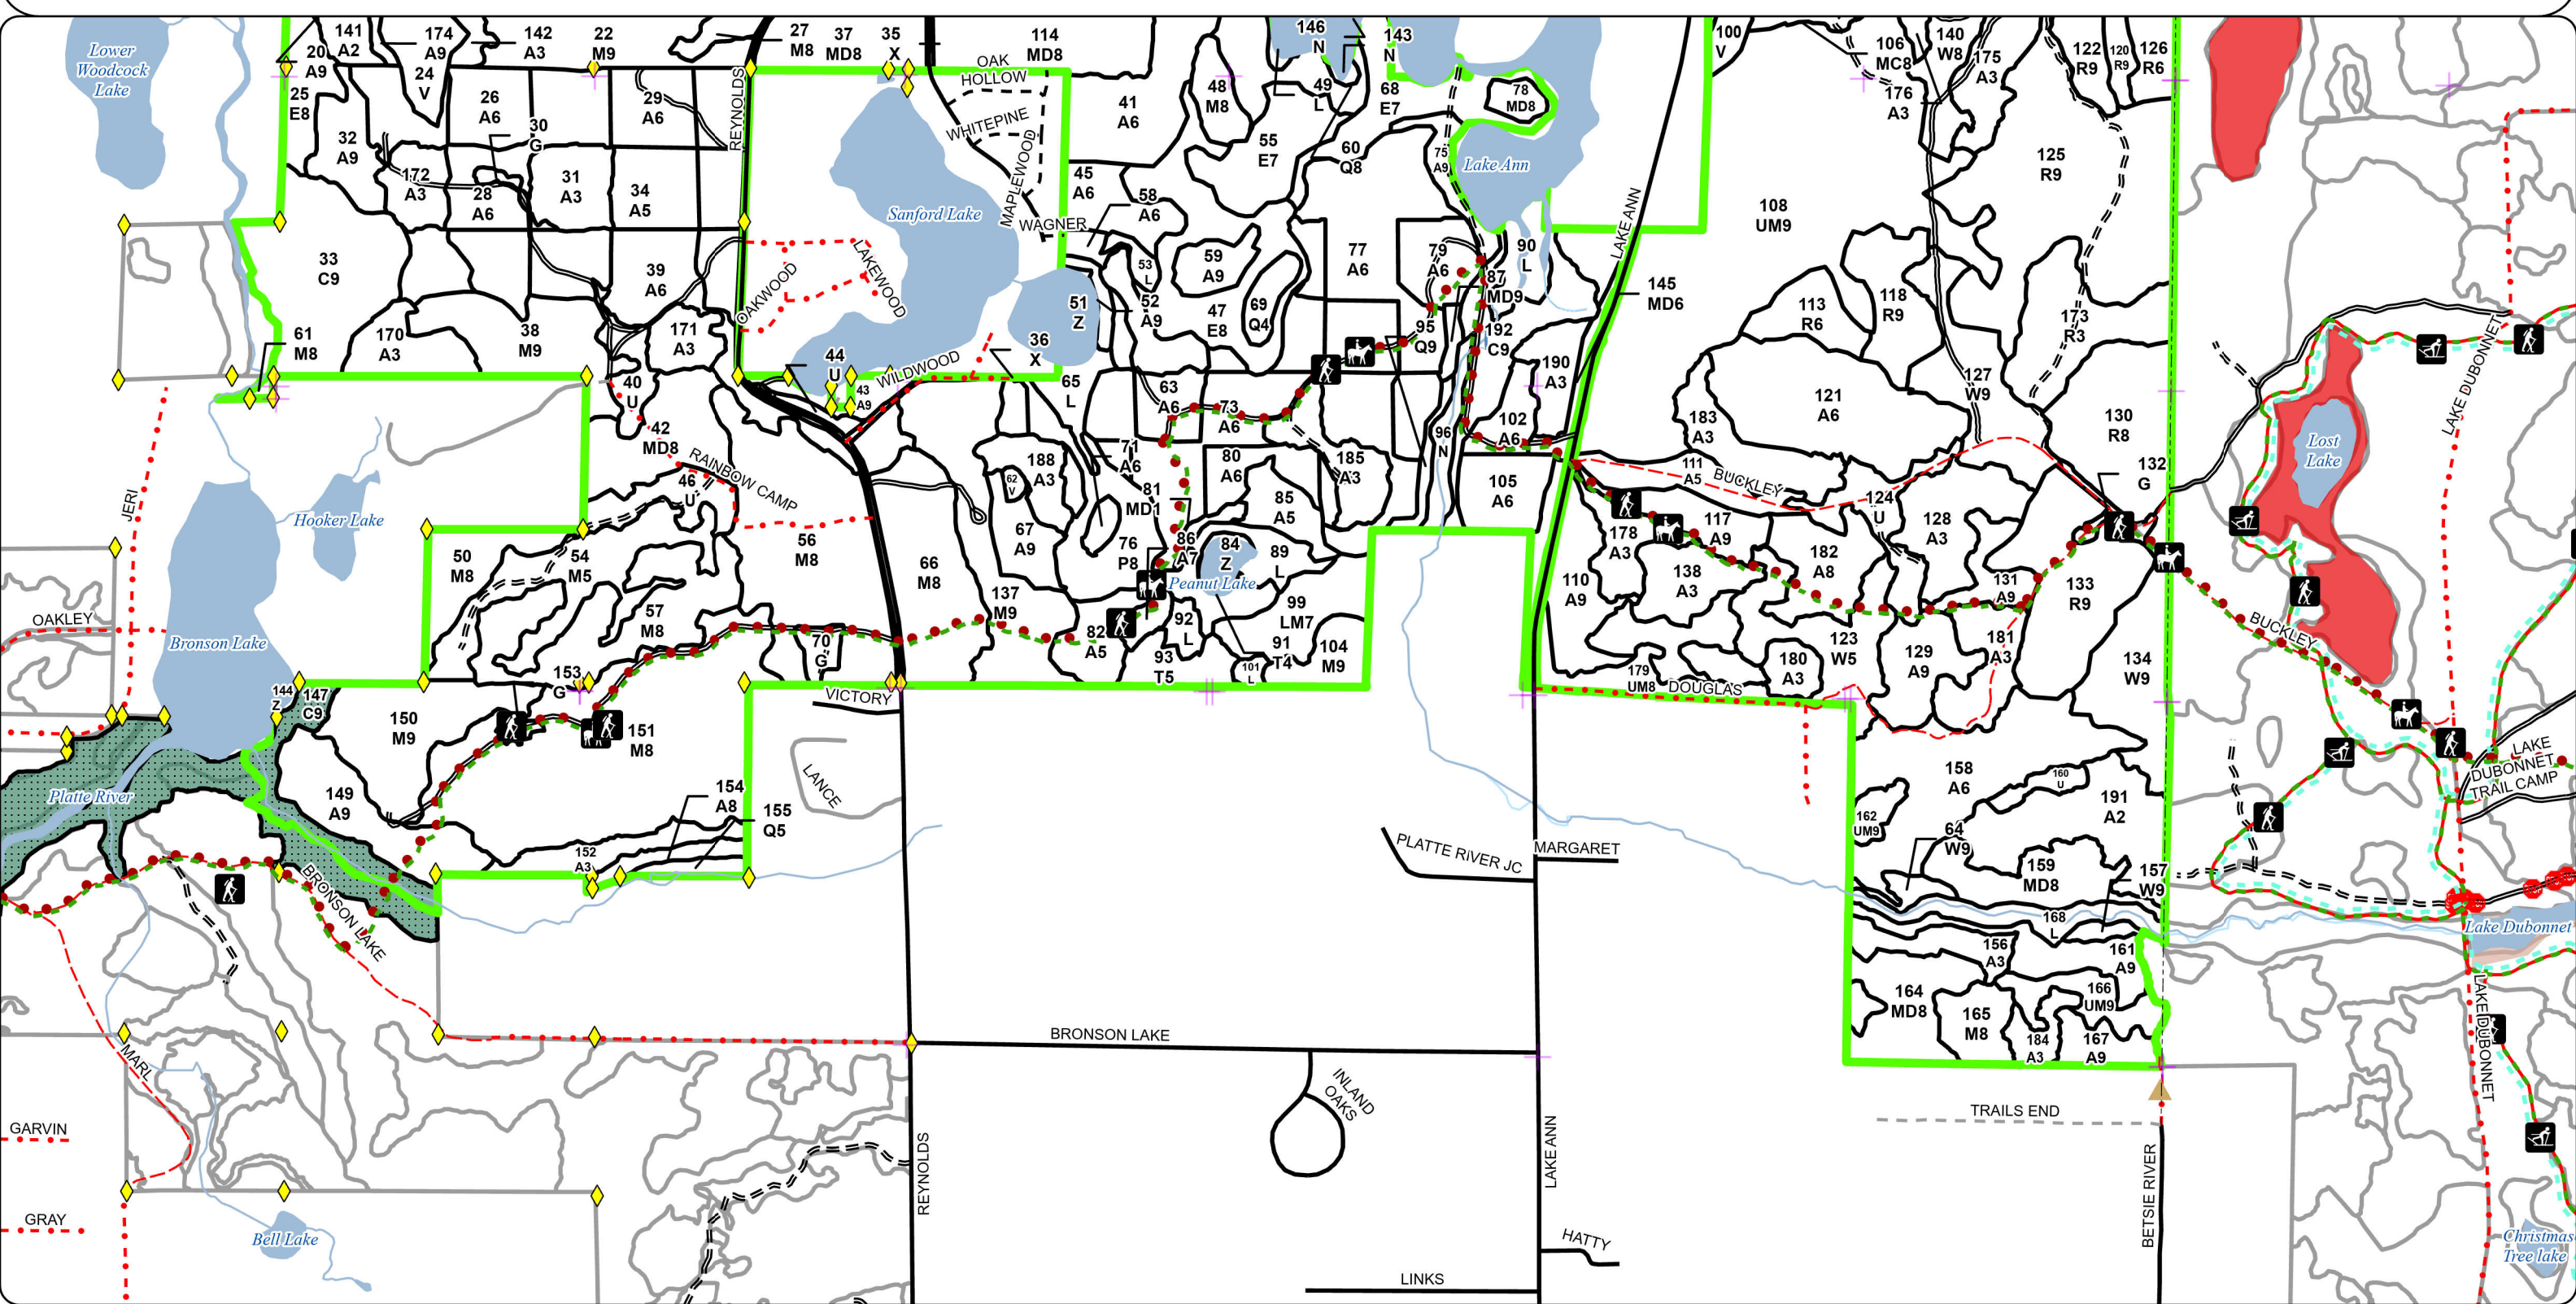 Lower
Woodcock
Lake
20
A9
141
A2
174
A9
24
V
142
A3
22
M9
27
M8
37
MD8
35
X
114
MD8
OAK
HOLLOW
146
N
143
N
100
V
106
MC8
140
W8
175
A3
122
R9
120
R9
126
R6
25
E8
32
A9
26
A6
30
G
29
A6
REYNOLDS
WHITEPINE
MAPLEWOOD
41
A6
48
M8
49
L
68
E7
78
MD8
176
A3
172
A3
28
A6
31
A3
34
A5
Sanford Lake
45
A6
58
A6
55
E7
60
Q8
75
A9
Lake Ann
LAKE ANN
108
UM9
125
R9
WAGNER
33
C9
39
A6
OAKWOOD
LAKEWOOD
53
L
59
A9
77
A6
79
A6
90
L
87
MD9
145
MD6
61
M8
170
A3
38
M9
171
A3
51
Z
52
A9
47
E8
69
Q4
95
Q9
192
C9
190
A3
113
R6
118
R9
173
R3
LAKE DUBONNET
40
U
44
U
43
A9
WILDWOOD
36
X
65
L
63
A6
73
A6
102
A6
183
A3
121
A6
127
W9
130
R8
Lost
Lake
42
MD8
RAINBOW CAMP
46
U
188
A3
62
V
71
A6
81
MD1
80
A6
85
A5
185
A3
96
N
105
A6
111
A5
BUCKLEY
124
U
132
G
JERI
Hooker Lake
50
M8
54
M5
56
M8
66
M8
67
A9
76
P8
86
A7
84
Z
89
L
Peanut Lake
178
A3
117
A9
182
A8
128
A3
OAKLEY
Bronson Lake
57
M8
70
G
137
M9
82
A5
92
L
93
T5
99
LM7
91
T4
101
L
104
M9
110
A9
138
A3
131
A9
133
R9
BUCKLEY
153
G
144
Z
147
C9
150
M9
151
M8
VICTORY
179
UM8
DOUGLAS
180
A3
123
W5
129
A9
181
A3
134
W9
Platte River
149
A9
154
A8
155
Q5
LANCE
152
A3
158
A6
160
U
191
A2
LAKE
DUBONNET
TRAIL CAMP
PLATTE RIVER JC
MARGARET
162
UM9
64
W9
159
MD8
157
W9
BRONSON LAKE
168
L
156
A3
161
A9
Lake Dubonnet
164
MD8
165
M8
166
UM9
184
A3
167
A9
LAKE DUBONNET
MARL
BRONSON LAKE
INLAND
OAKS
TRAILS END
GARVIN
REYNOLDS
LAKE ANN
BETSIE RIVER
GRAY
Bell Lake
HATTY
LINKS
Christmas
Tree lake